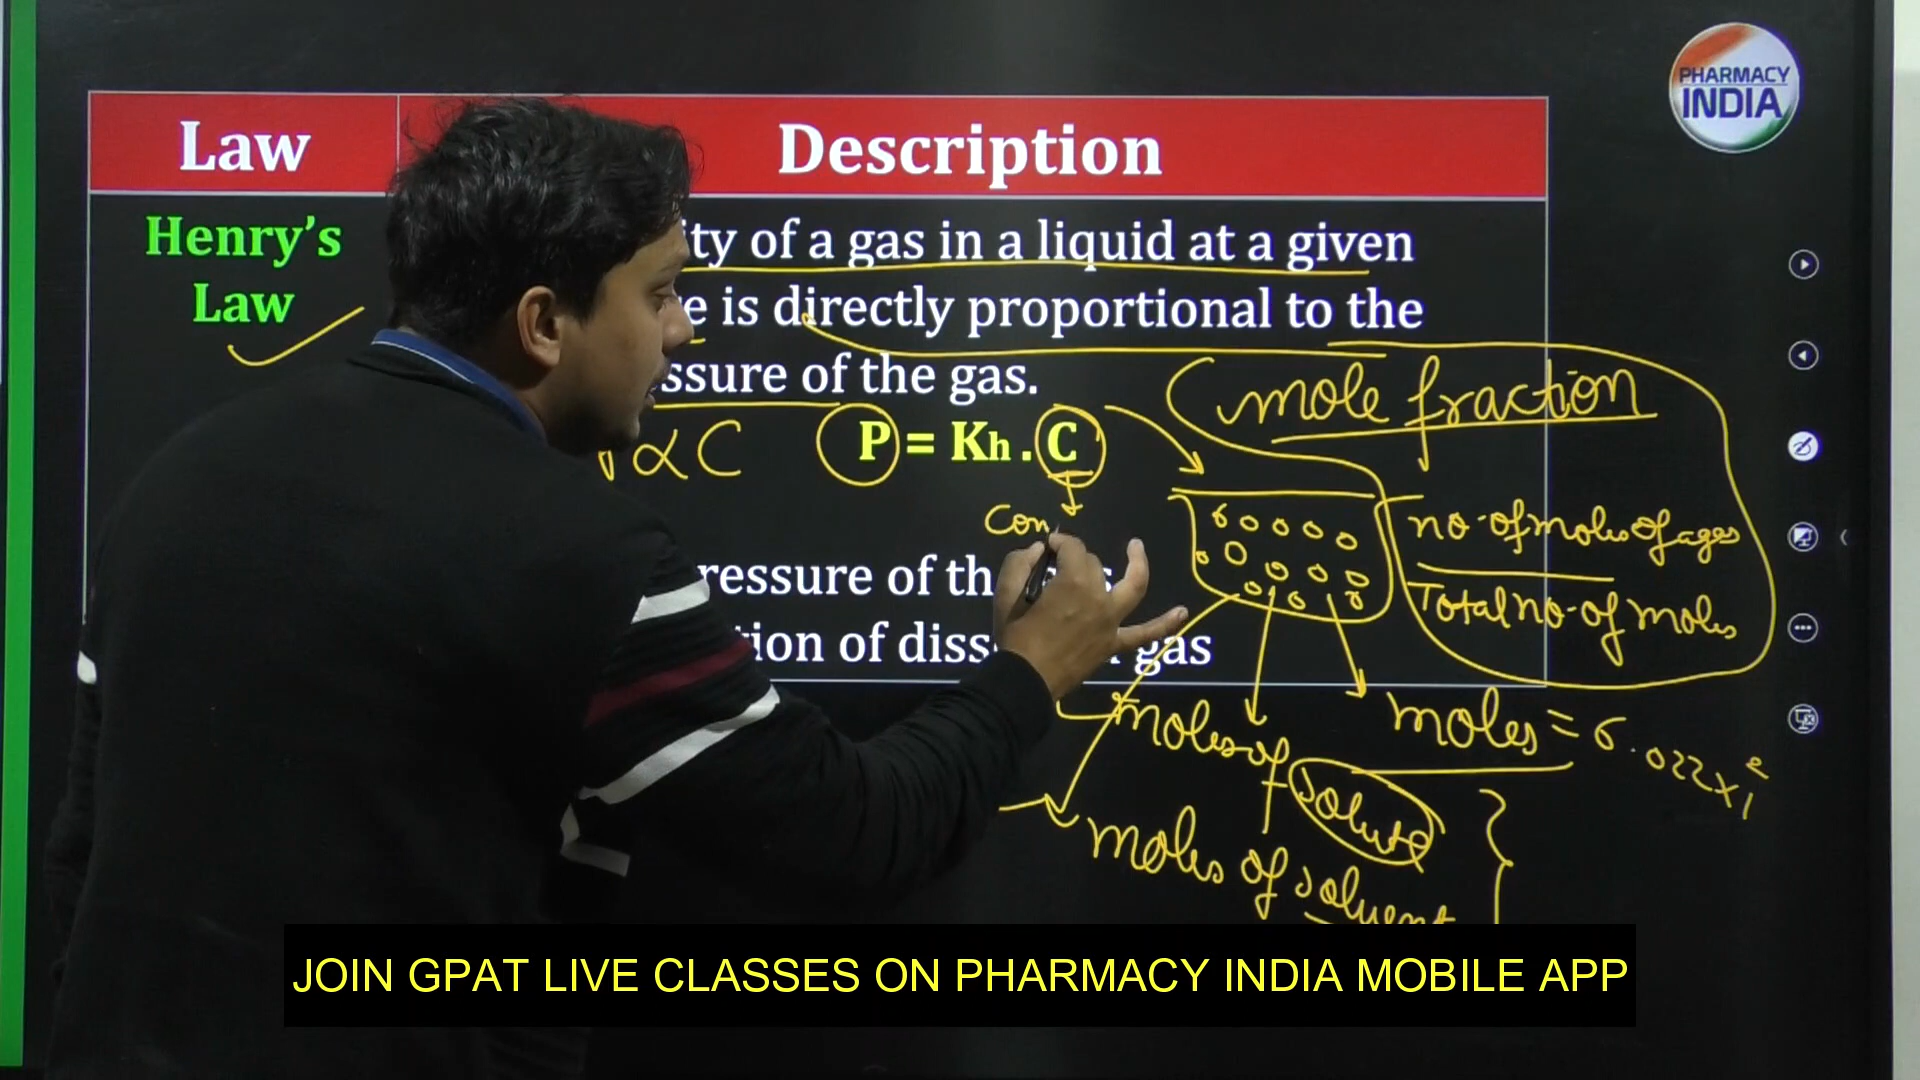 PHARMACY
INDIA
Law
Description
Henry's
Law
ity of a gas in a liquid at a given
e is directly proportional to the
ssure of the gas.
mole fraction
∝ C
P = Kh . C
Con
no. of moles of ages
Total no. of moles
ressure of th
tion of diss gas
moles = 6.022x1
moles of solute
moles of solvent
JOIN GPAT LIVE CLASSES ON PHARMACY INDIA MOBILE APP